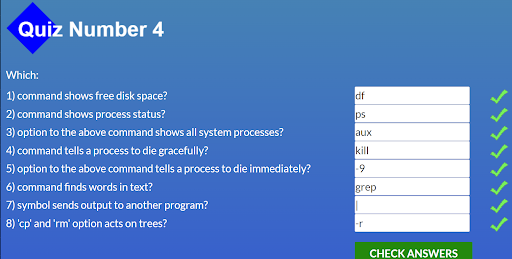 Quiz Number 4
Which:
1) command shows free disk space? df
2) command shows process status? ps
3) option to the above command shows all system processes? aux
4) command tells a process to die gracefully? kill
5) option to the above command tells a process to die immediately? -9
6) command finds words in text? grep
7) symbol sends output to another program? |
8) 'cp' and 'rm' option acts on trees? -r
CHECK ANSWERS